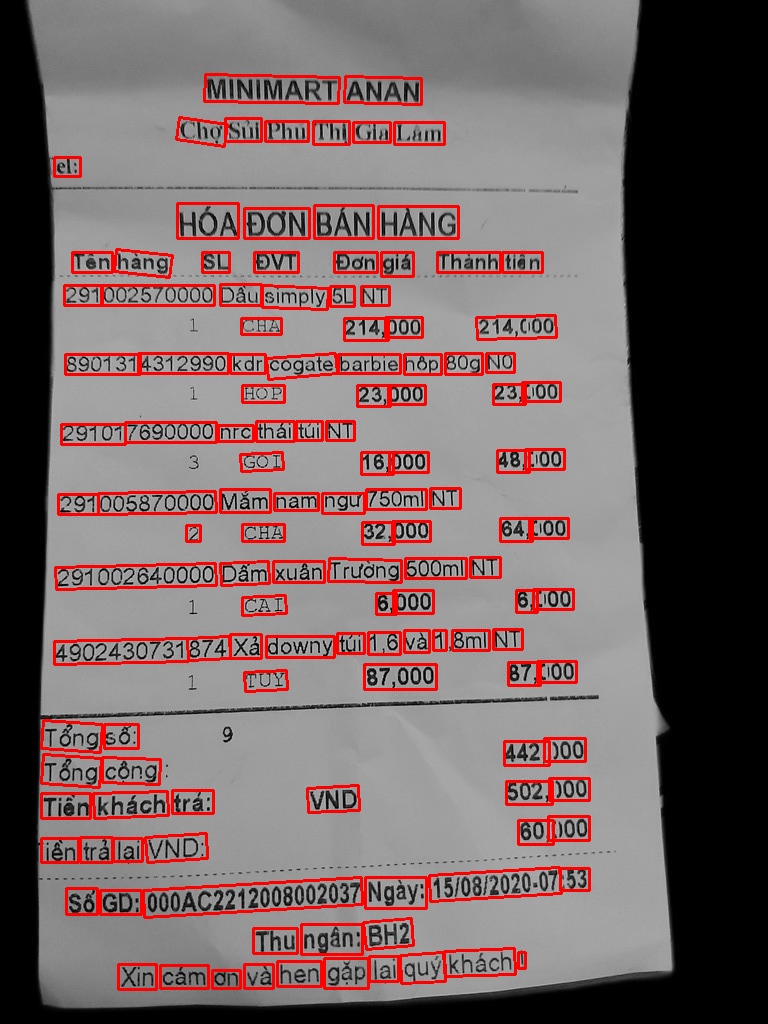 MINIMART ANAN
Chợ Sủi Phú Thị Gia Lâm
el:
HÓA ĐƠN BÁN HÀNG
Tên hàng SL ĐVT Đơn giá Thành tiền
291002570000 Dầu simply 5L NT
1 CHA 214,000 214,000
8901314312990 kdr cogate barbie hôp 80g N0
1 HOP 23,000 23,000
291017690000 nrc thái túi NT
3 GOI 16,000 48,000
291005870000 Mắm nam ngư 750ml NT
2 CHA 32,000 64,000
291002640000 Dấm xuân Trường 500ml NT
1 CAI 6,000 6,000
4902430731874 Xả downy túi 1,6 và 1,8ml NT
1 TUY 87,000 87,000
Tổng số: 9
442,000
Tổng cộng :
Tiền khách trả: VND 502,000
60,000
iền trả lai VND:
Số GD: 000AC2212008002037 Ngày: 15/08/2020-07:53
Thu ngân: BH2
Xin cám ơn và hen gặp lai quý khách !